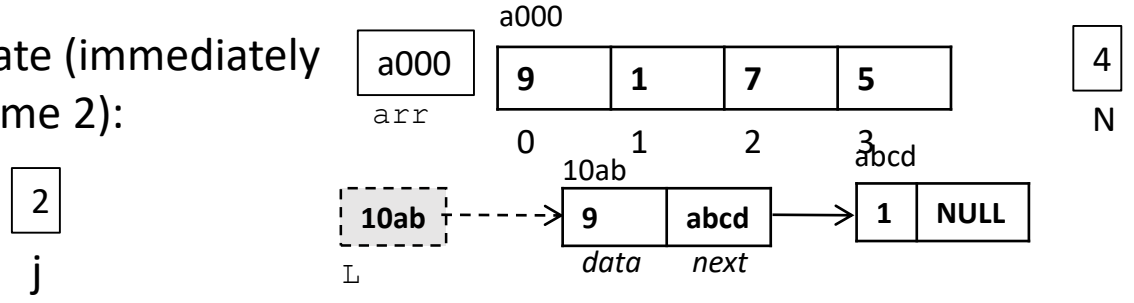 a000
ate (immediately
a000
9 1 7 5
4
me 2):
arr
N
0 1 2 3
abcd
10ab
2
10ab
9 abcd
1 NULL
data next
j
L